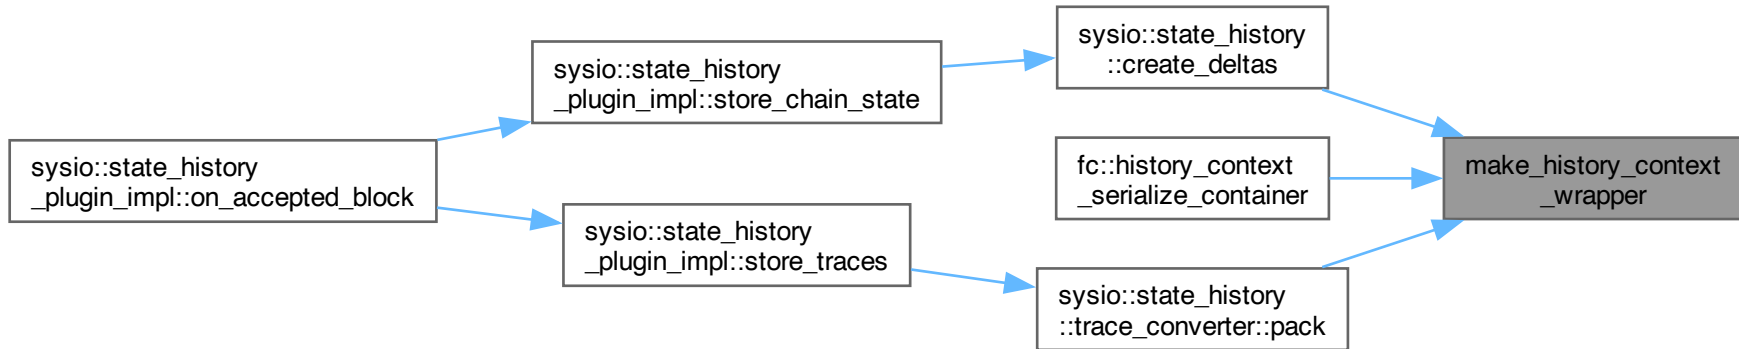 sysio::state_history
_plugin_impl::on_accepted_block
sysio::state_history
_plugin_impl::store_chain_state
sysio::state_history
_plugin_impl::store_traces
sysio::state_history
::create_deltas
fc::history_context
_serialize_container
sysio::state_history
::trace_converter::pack
make_history_context
_wrapper